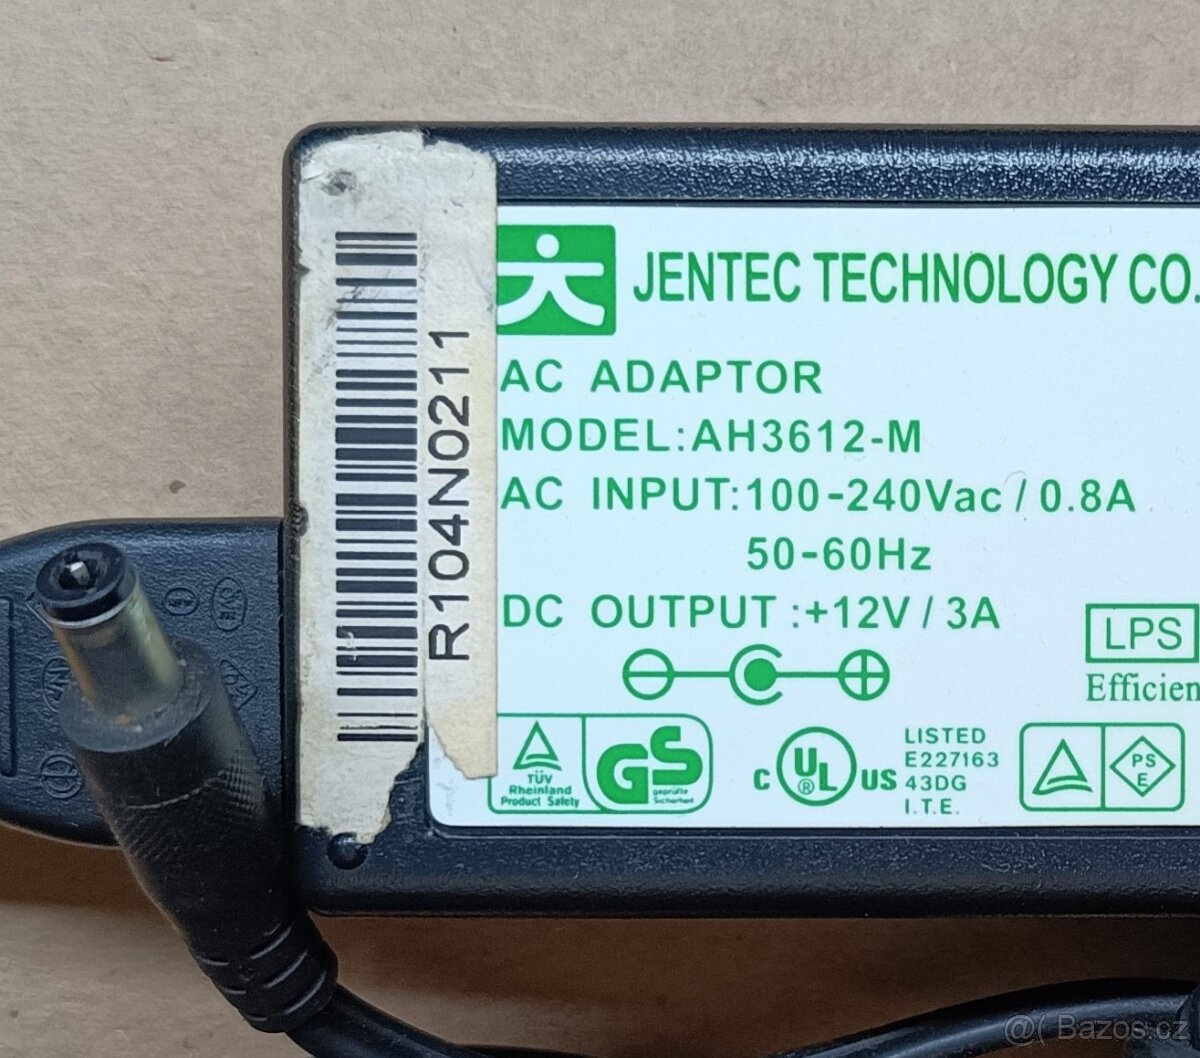 R104N0211
JENTEC TECHNOLOGY CO.
AC ADAPTOR
MODEL:AH3612-M
AC INPUT:100-240Vac / 0.8A
50-60Hz
DC OUTPUT :+12V / 3A
LPS
Efficien
TÜV
Rheinland
Product Safety
GS
geprüfte
Sicherheit
C UL US
®
LISTED
E227163
43DG
I.T.E.
PS
E
@( Bazos.cz